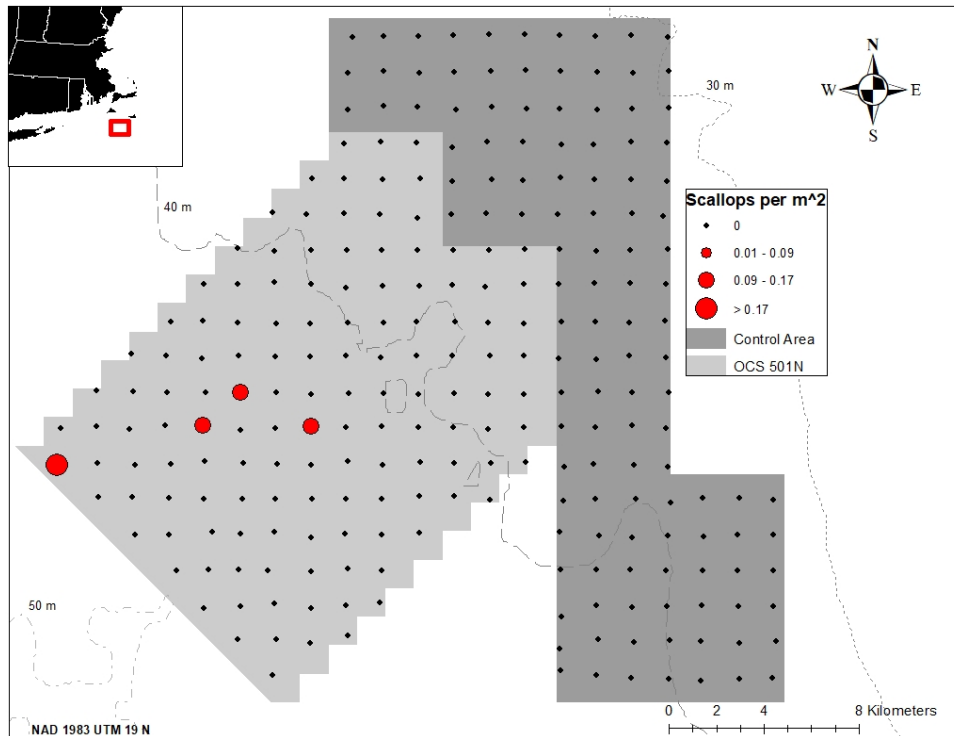 30 m
N
W E
S
40 m
Scallops per m^2
0
0.01 - 0.09
0.09 - 0.17
> 0.17
Control Area
OCS 501N
50 m
0 2 4 8 Kilometers
NAD 1983 UTM 19 N